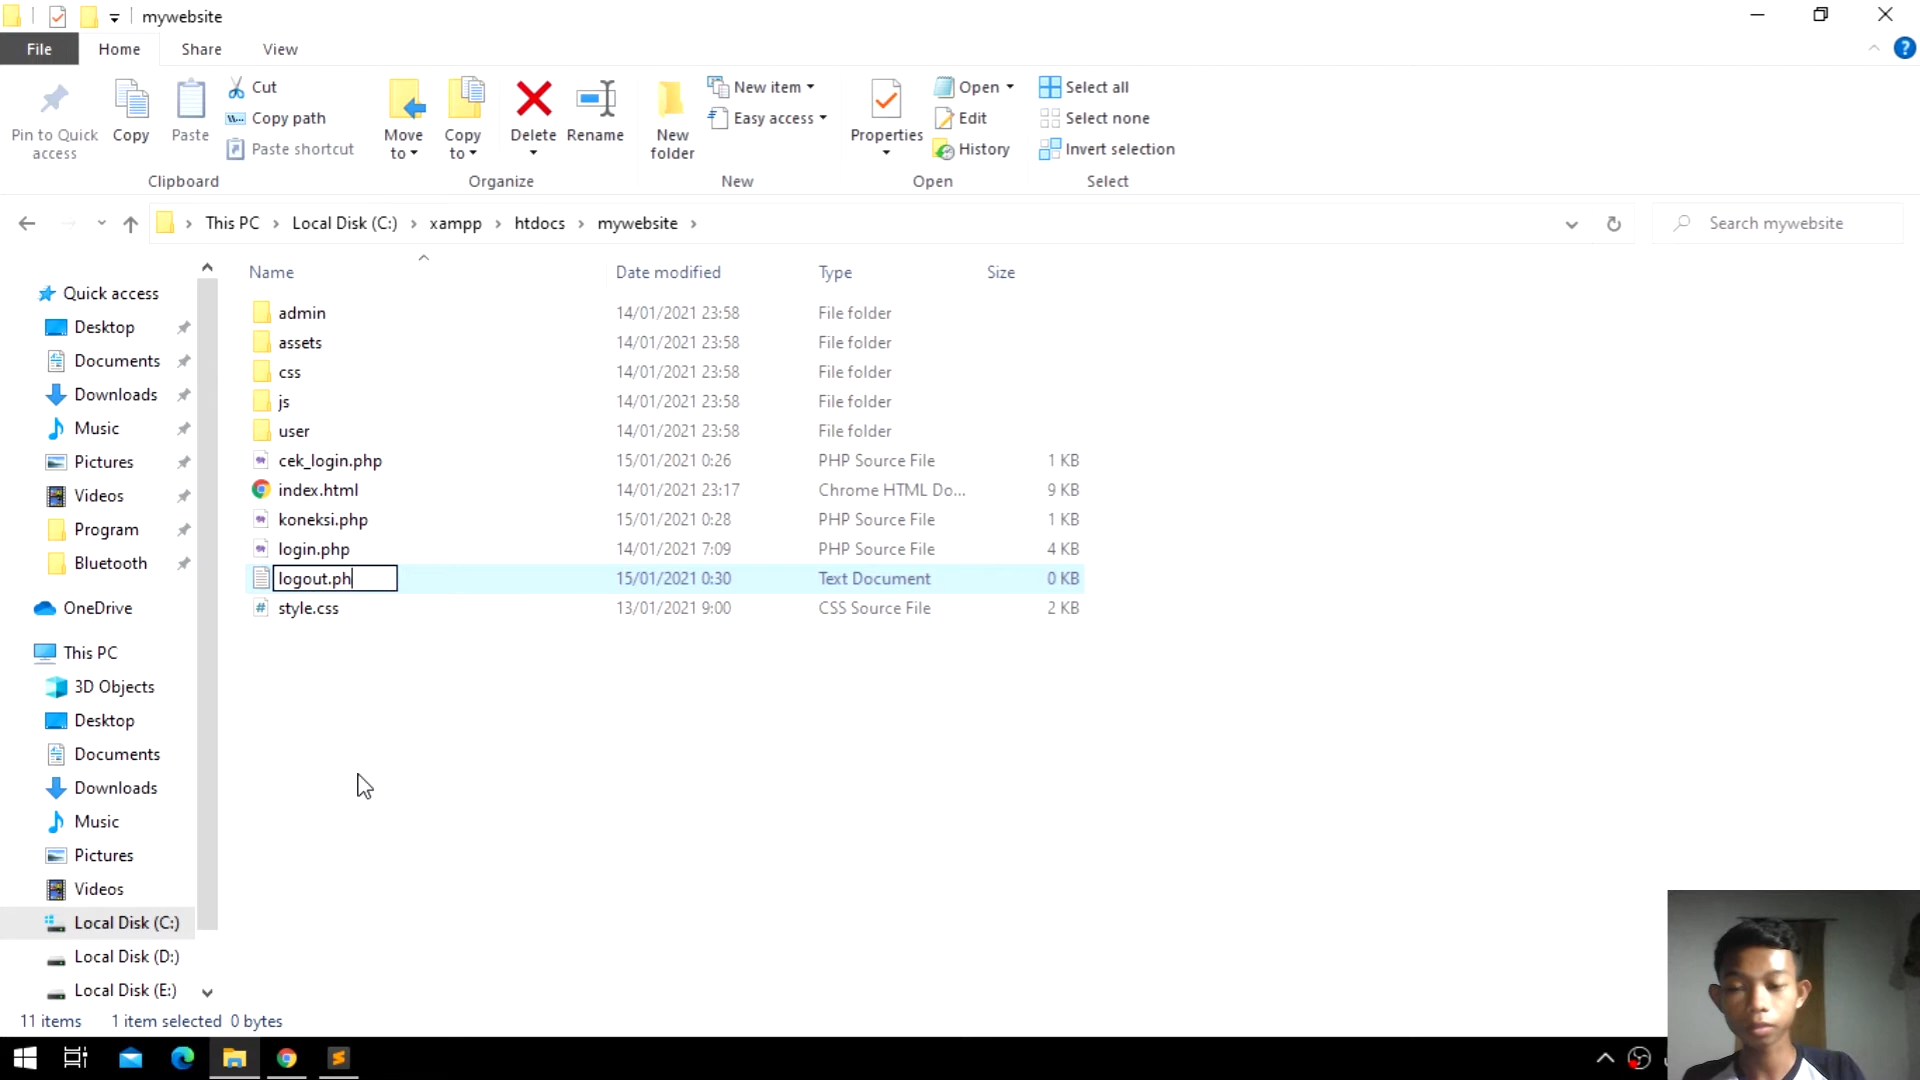 mywebsite
File Home Share View
Pin to Quick access
Copy
Paste
Cut
Copy path
Paste shortcut
Clipboard
Move to
Copy to
Delete
Rename
Organize
New folder
New item
Easy access
New
Properties
Open
Edit
History
Open
Select all
Select none
Invert selection
Select
This PC > Local Disk (C:) > xampp > htdocs > mywebsite >
Search mywebsite
Quick access
Desktop
Documents
Downloads
Music
Pictures
Videos
Program
Bluetooth
OneDrive
This PC
3D Objects
Desktop
Documents
Downloads
Music
Pictures
Videos
Local Disk (C:)
Local Disk (D:)
Local Disk (E:)
Name Date modified Type Size
admin 14/01/2021 23:58 File folder
assets 14/01/2021 23:58 File folder
css 14/01/2021 23:58 File folder
js 14/01/2021 23:58 File folder
user 14/01/2021 23:58 File folder
cek_login.php 15/01/2021 0:26 PHP Source File 1 KB
index.html 14/01/2021 23:17 Chrome HTML Do... 9 KB
koneksi.php 15/01/2021 0:28 PHP Source File 1 KB
login.php 14/01/2021 7:09 PHP Source File 4 KB
logout.ph 15/01/2021 0:30 Text Document 0 KB
style.css 13/01/2021 9:00 CSS Source File 2 KB
11 items 1 item selected 0 bytes